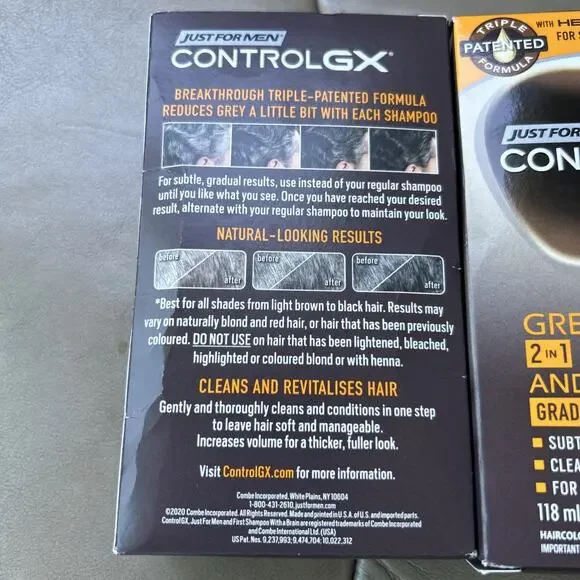 JUST FOR MEN
CONTROL GX®
BREAKTHROUGH TRIPLE-PATENTED FORMULA
REDUCES GREY A LITTLE BIT WITH EACH SHAMPOO
For subtle, gradual results, use instead of your regular shampoo
until you like what you see. Once you have reached your desired
result, alternate with your regular shampoo to maintain your look.
NATURAL-LOOKING RESULTS
before after before after before after
*Best for all shades from light brown to black hair. Results may
vary on naturally blond and red hair, or hair that has been previously
coloured. DO NOT USE on hair that has been lightened, bleached,
highlighted or coloured blond or with henna.
CLEANS AND REVITALISES HAIR
Gently and thoroughly cleans and conditions in one step
to leave hair soft and manageable.
Increases volume for a thicker, fuller look.
Visit ControlGX.com for more information.
Combe Incorporated, White Plains, NY 10604
1-800-431-2610, justformen.com
©2020 Combe Incorporated. All Rights Reserved. Made and printed in U.S.A. of U.S. and imported parts.
Control GX, Just For Men and First Shampoo With a Brain are registered trademarks of Combe Incorporated
and Combe International Ltd. (USA)
US Pat. Nos. 9,237,993; 9,474,704; 10,022,312
TRIPLE
PATENTED
FORMULA
WITH HE
FOR S
JUST FOR
CON
GRE
2 IN 1
AND
GRAD
SUBT
CLEA
FOR
118 ml
HAIRCOLO
IMPORTANT